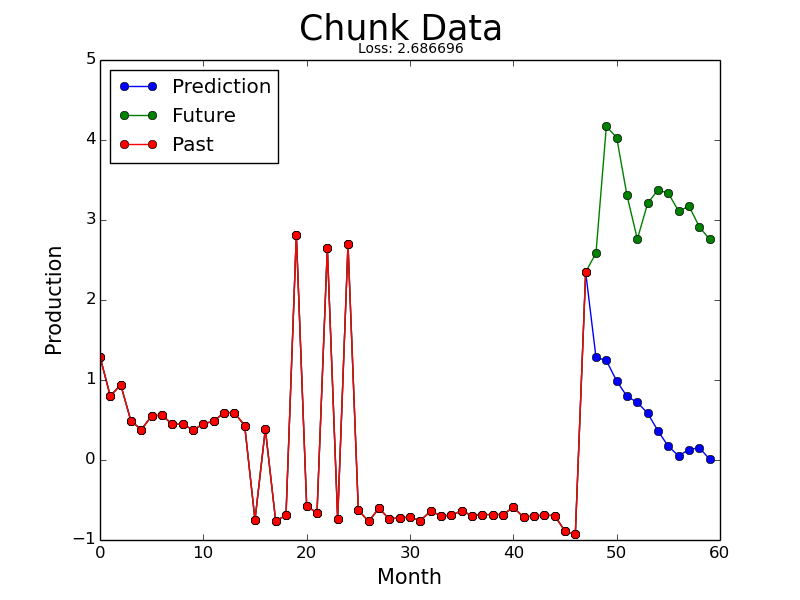 Chunk Data
Loss: 2.686696
Prediction
Future
Past
5
4
3
2
1
0
−1
Production
0 10 20 30 40 50 60
Month